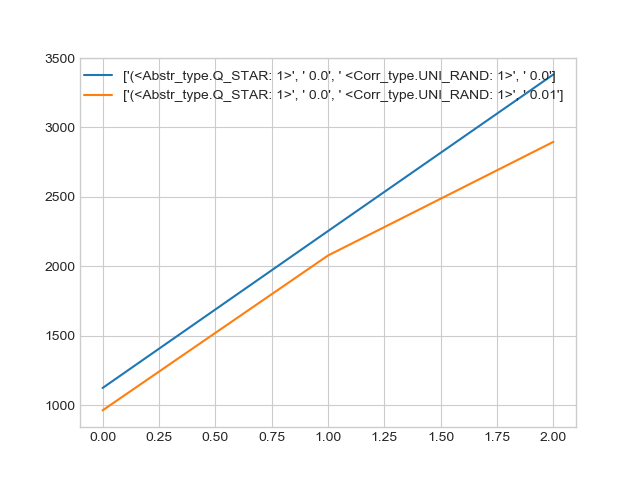 3500
['(<Abstr_type.Q_STAR: 1>', ' 0.0', ' <Corr_type.UNI_RAND: 1>', ' 0.0']
['(<Abstr_type.Q_STAR: 1>', ' 0.0', ' <Corr_type.UNI_RAND: 1>', ' 0.01']
3000
2500
2000
1500
1000
0.00 0.25 0.50 0.75 1.00 1.25 1.50 1.75 2.00